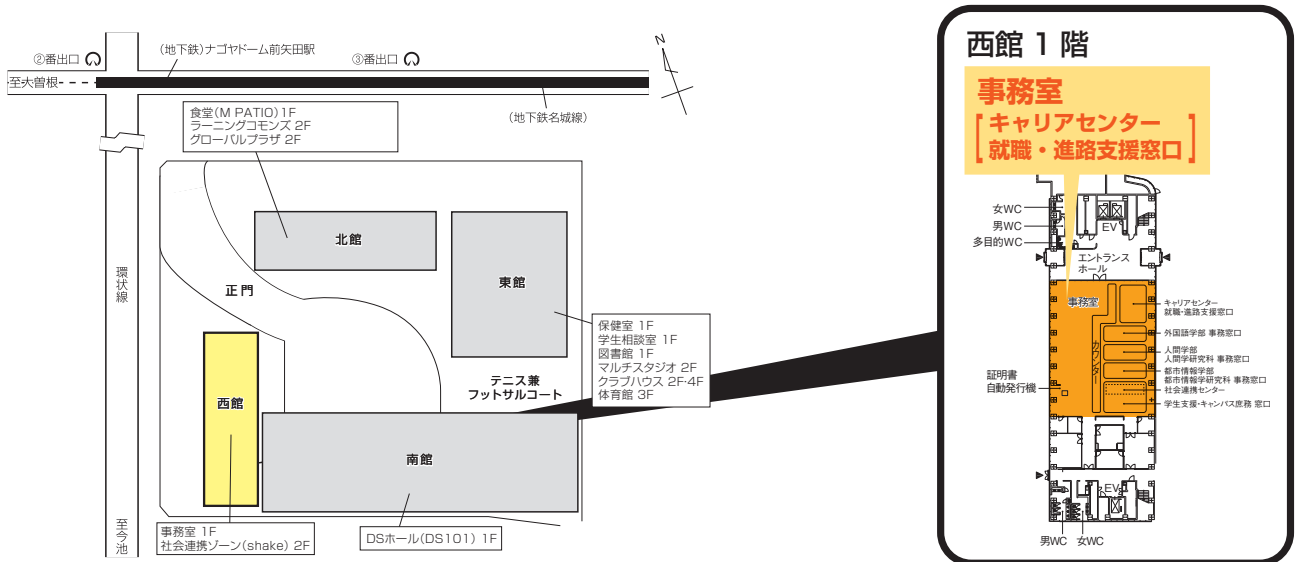 ②番出口
(地下鉄)ナゴヤドーム前矢田駅
③番出口
至大曽根
(地下鉄名城線)
N
食堂(M PATIO)1F
ラーニングコモンズ 2F
グローバルプラザ 2F
環状線
至今池
北館
東館
正門
西館
南館
テニス兼
フットサルコート
保健室 1F
学生相談室 1F
図書館 1F
マルチスタジオ 2F
クラブハウス 2F・4F
体育館 3F
事務室 1F
社会連携ゾーン(shake) 2F
DSホール(DS101) 1F
西館 1 階
事務室
キャリアセンター
就職・進路支援窓口
女WC
男WC
多目的WC
EV
エントランス
ホール
事務室
カウンター
キャリアセンター
就職・進路支援窓口
外国語学部 事務窓口
人間学部
人間学研究科 事務窓口
都市情報学部
都市情報学研究科 事務窓口
社会連携センター
学生支援・キャンパス庶務 窓口
証明書
自動発行機
EV
男WC
女WC